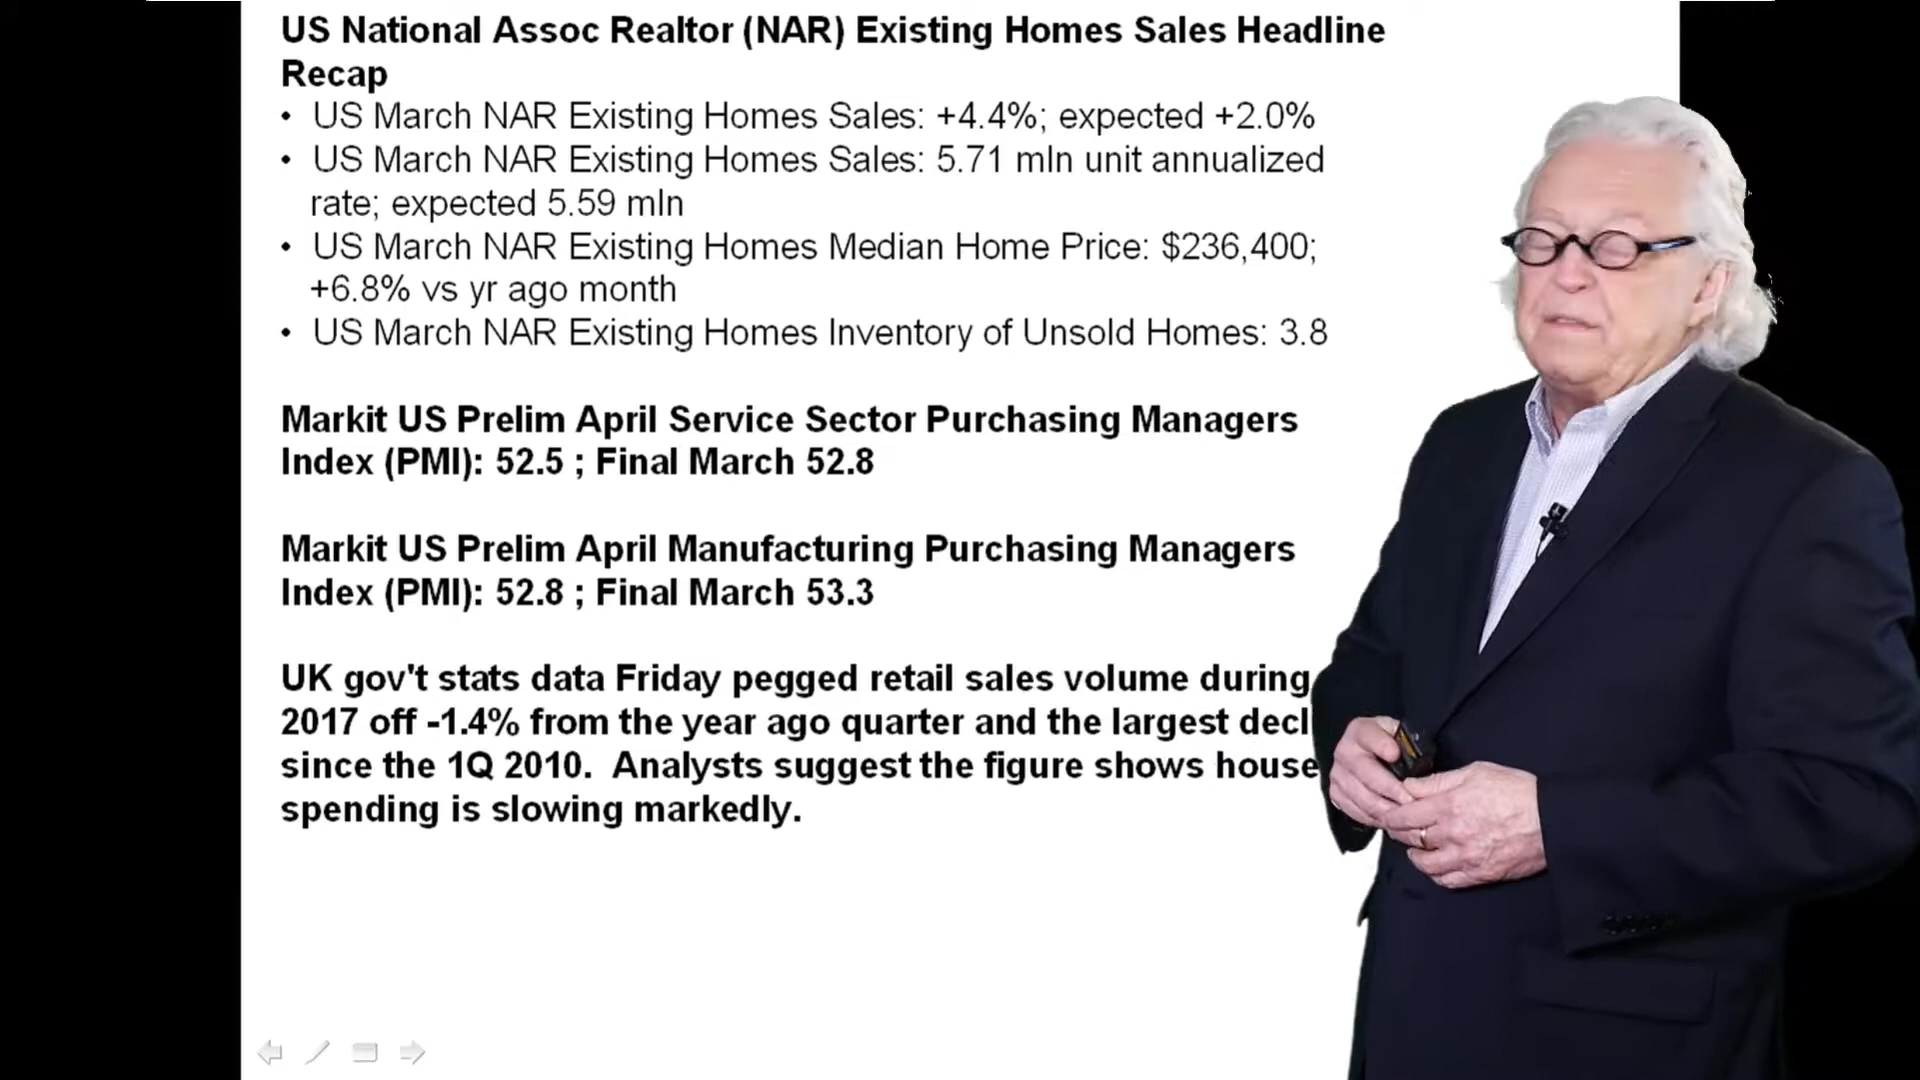 US National Assoc Realtor (NAR) Existing Homes Sales Headline
Recap
• US March NAR Existing Homes Sales: +4.4%; expected +2.0%
• US March NAR Existing Homes Sales: 5.71 mln unit annualized
rate; expected 5.59 mln
• US March NAR Existing Homes Median Home Price: $236,400;
+6.8% vs yr ago month
• US March NAR Existing Homes Inventory of Unsold Homes: 3.8
Markit US Prelim April Service Sector Purchasing Managers
Index (PMI): 52.5 ; Final March 52.8
Markit US Prelim April Manufacturing Purchasing Managers
Index (PMI): 52.8 ; Final March 53.3
UK gov't stats data Friday pegged retail sales volume during
2017 off -1.4% from the year ago quarter and the largest decl
since the 1Q 2010. Analysts suggest the figure shows house
spending is slowing markedly.